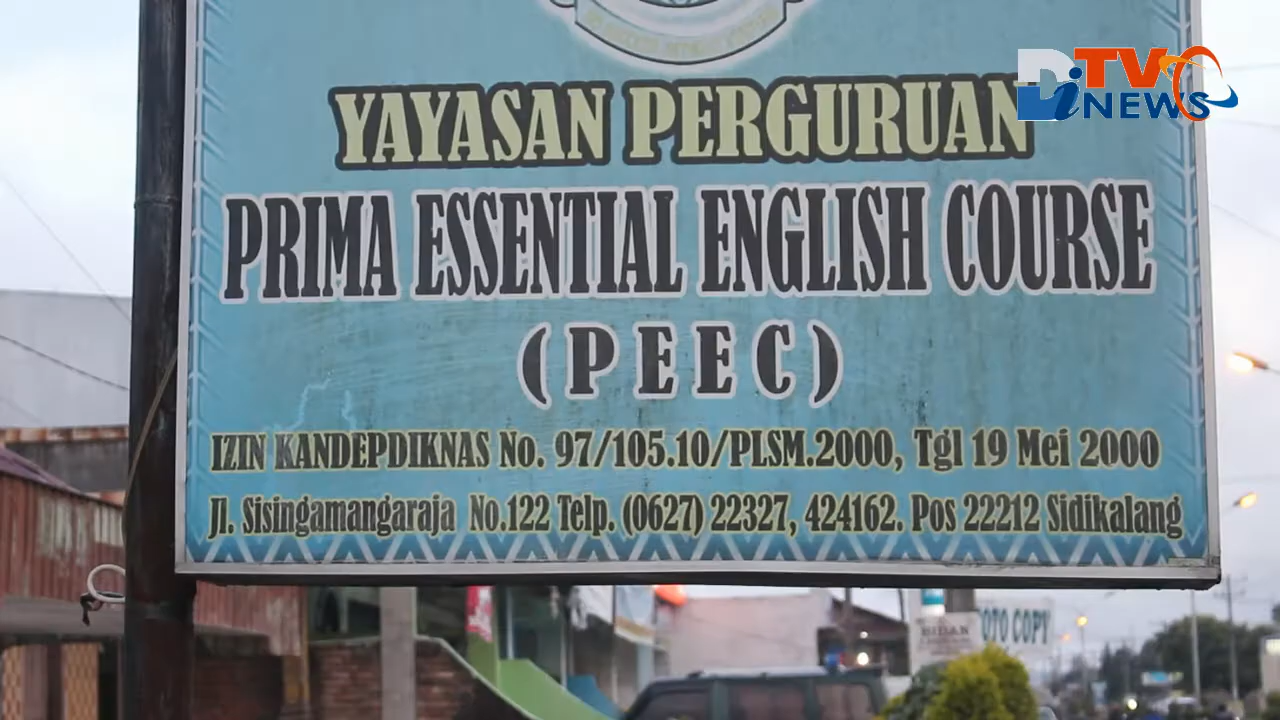 DiTV NEWS
YAYASAN PERGURUAN
PRIMA ESSENTIAL ENGLISH COURSE
(PEEC)
IZIN KANDEPDIKNAS No. 97/105.10/PLSM.2000, Tgl 19 Mei 2000
Jl. Sisingamangaraja No.122 Telp. (0627) 22327, 424162. Pos 22212 Sidikalang
BIDAN
FOTO COPY